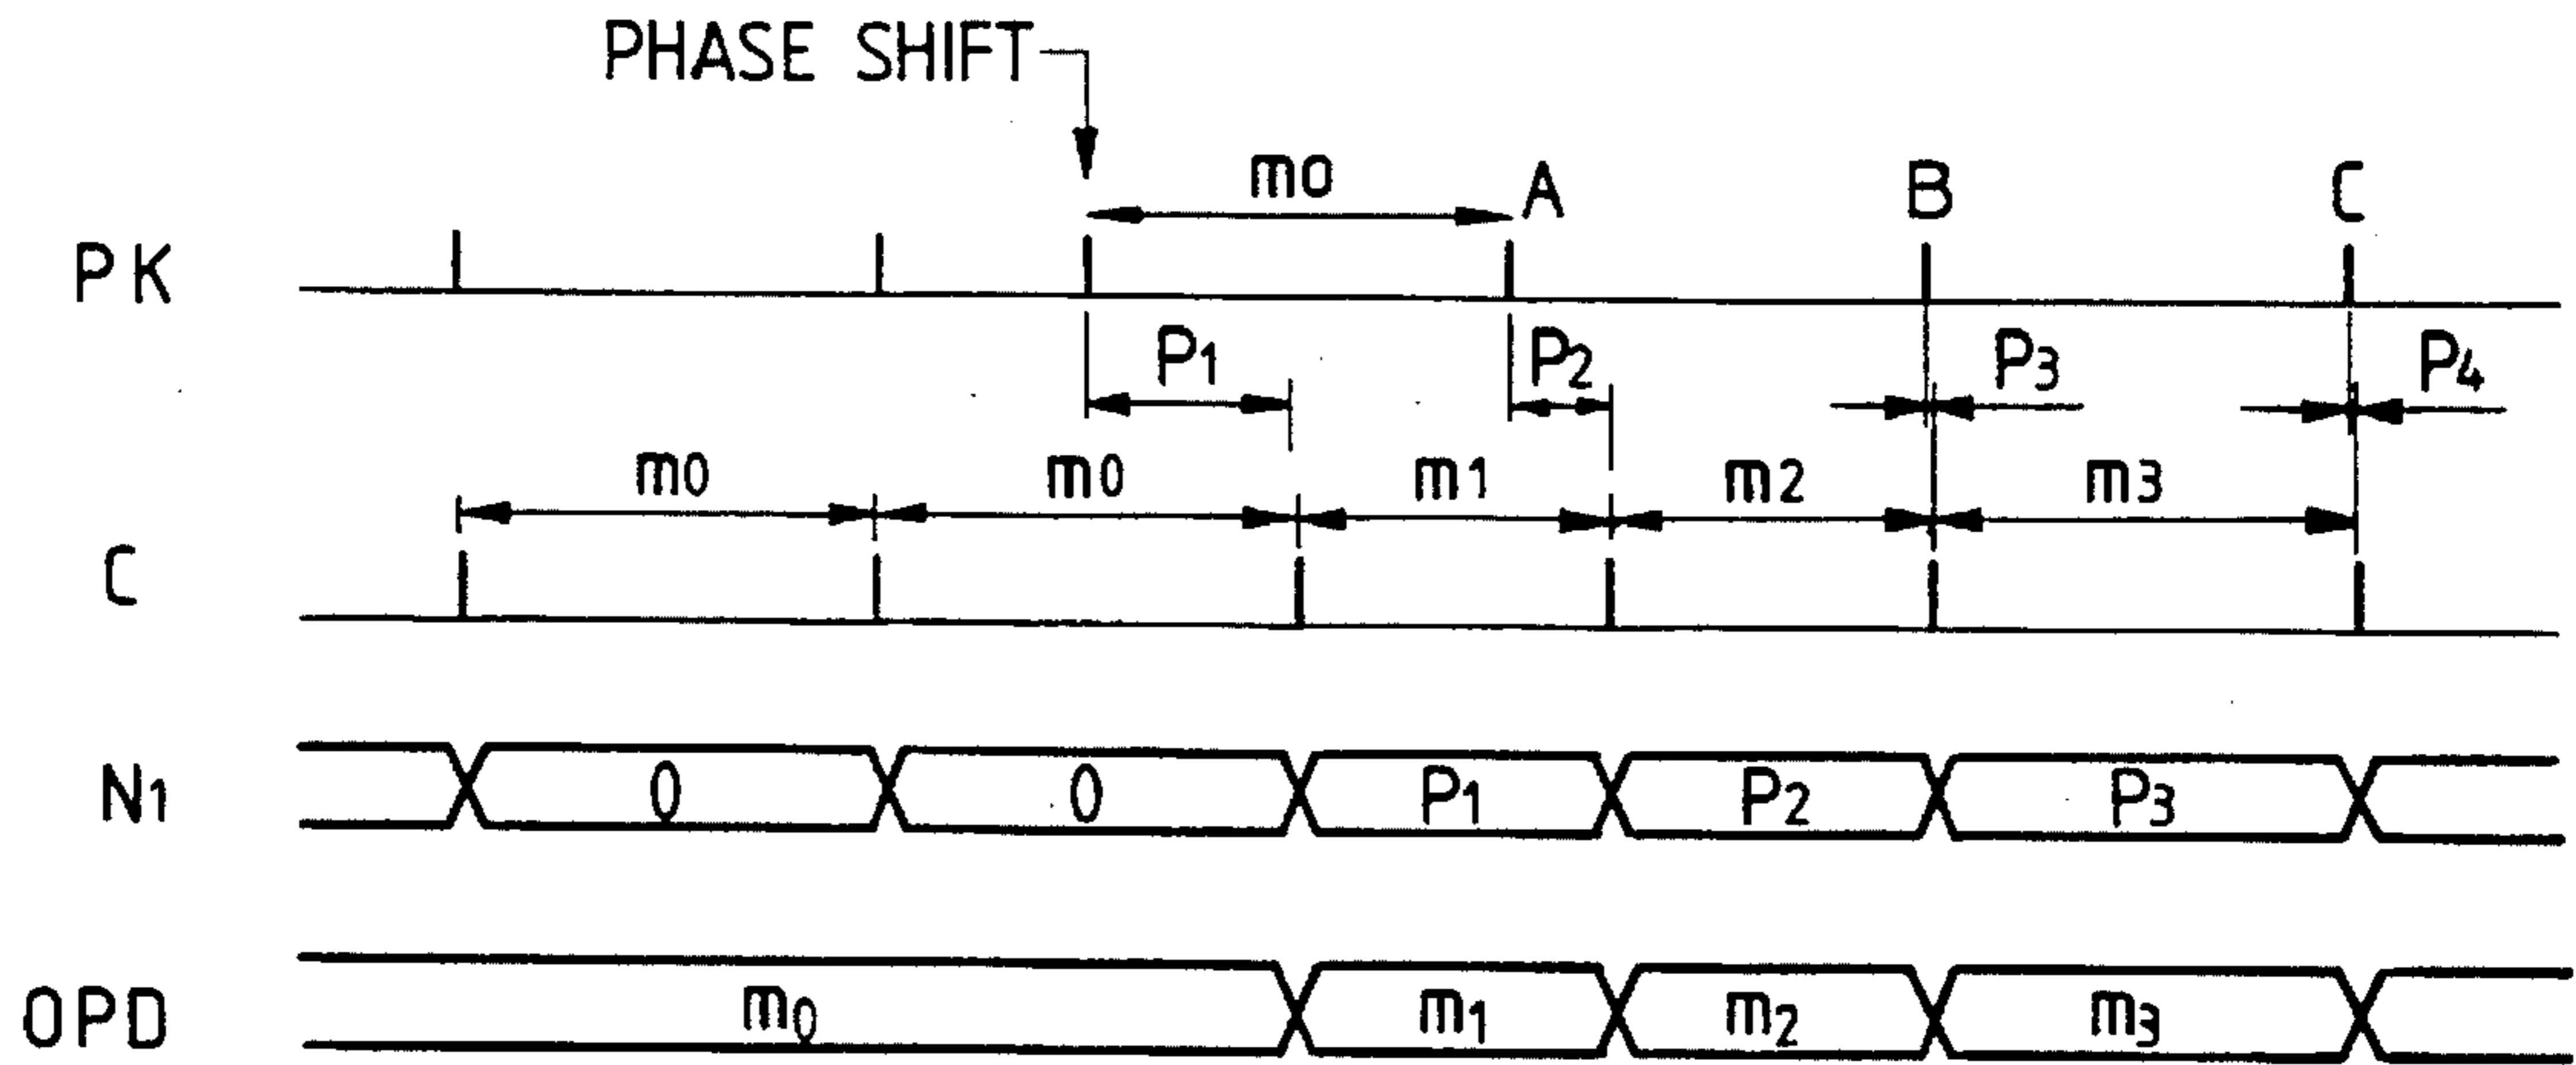 PHASE SHIFT
m0 A B C
PK
P1 P2 P3 P4
m0 m0 m1 m2 m3
C
N1 0 0 P1 P2 P3
OPD m0 m1 m2 m3